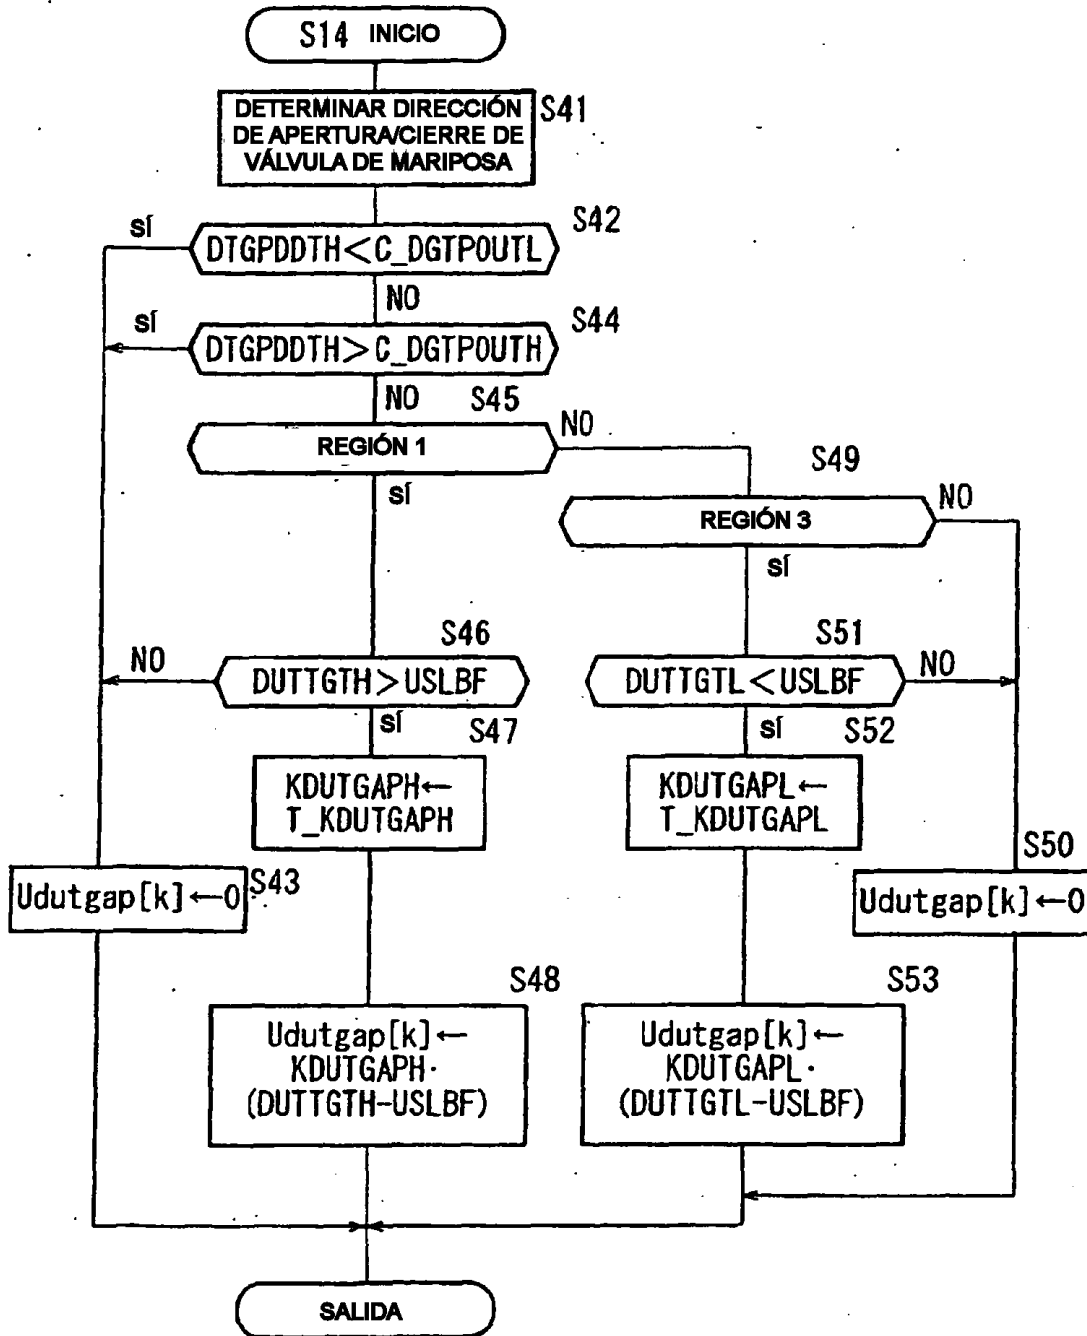 S14 INICIO
DETERMINAR DIRECCIÓN
DE APERTURA/CIERRE DE
VÁLVULA DE MARIPOSA
S41
S42
SÍ
DTGPDDTH<C_DGTPOUTL
NO
S44
SÍ
DTGPDDTH>C_DGTPOUTH
NO
S45
REGIÓN 1
NO
SÍ
S49
REGIÓN 3
NO
SÍ
S46
NO
DUTTGTH>USLBF
SÍ
S51
DUTTGTL<USLBF
NO
SÍ
S47
KDUTGAPH←
T_KDUTGAPH
S52
KDUTGAPL←
T_KDUTGAPL
Udutgap[k]←0
S43
S50
Udutgap[k]←0
S48
Udutgap[k]←
KDUTGAPH·
(DUTTGTH-USLBF)
S53
Udutgap[k]←
KDUTGAPL·
(DUTTGTL-USLBF)
SALIDA